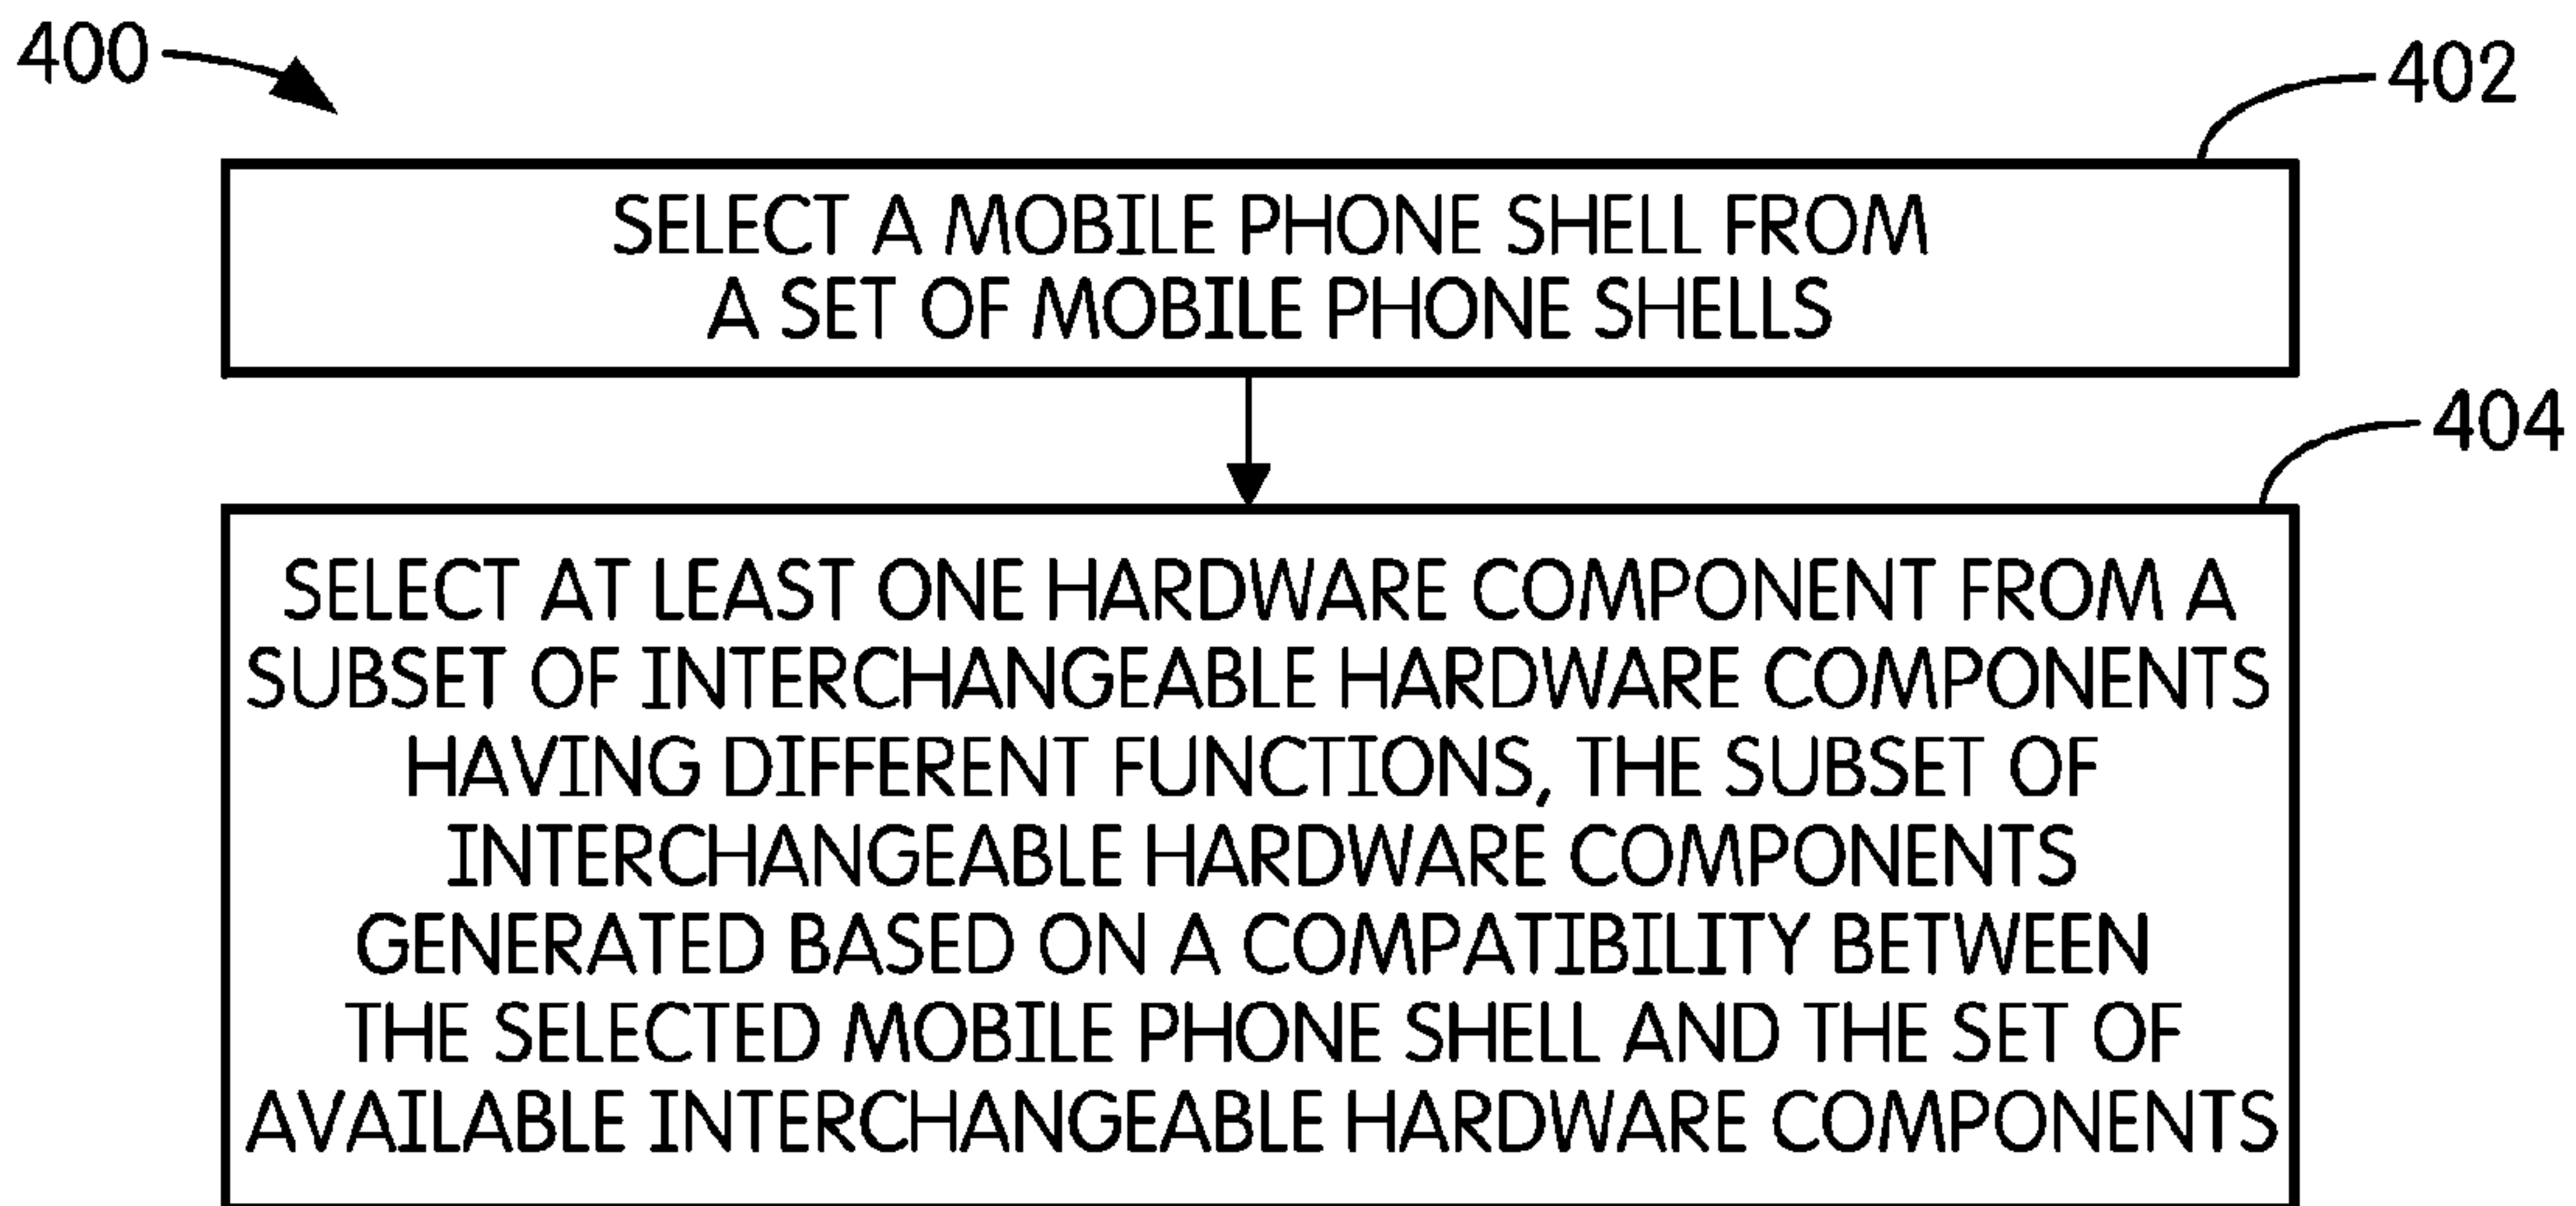 400
402
SELECT A MOBILE PHONE SHELL FROM
A SET OF MOBILE PHONE SHELLS
404
SELECT AT LEAST ONE HARDWARE COMPONENT FROM A
SUBSET OF INTERCHANGEABLE HARDWARE COMPONENTS
HAVING DIFFERENT FUNCTIONS, THE SUBSET OF
INTERCHANGEABLE HARDWARE COMPONENTS
GENERATED BASED ON A COMPATIBILITY BETWEEN
THE SELECTED MOBILE PHONE SHELL AND THE SET OF
AVAILABLE INTERCHANGEABLE HARDWARE COMPONENTS